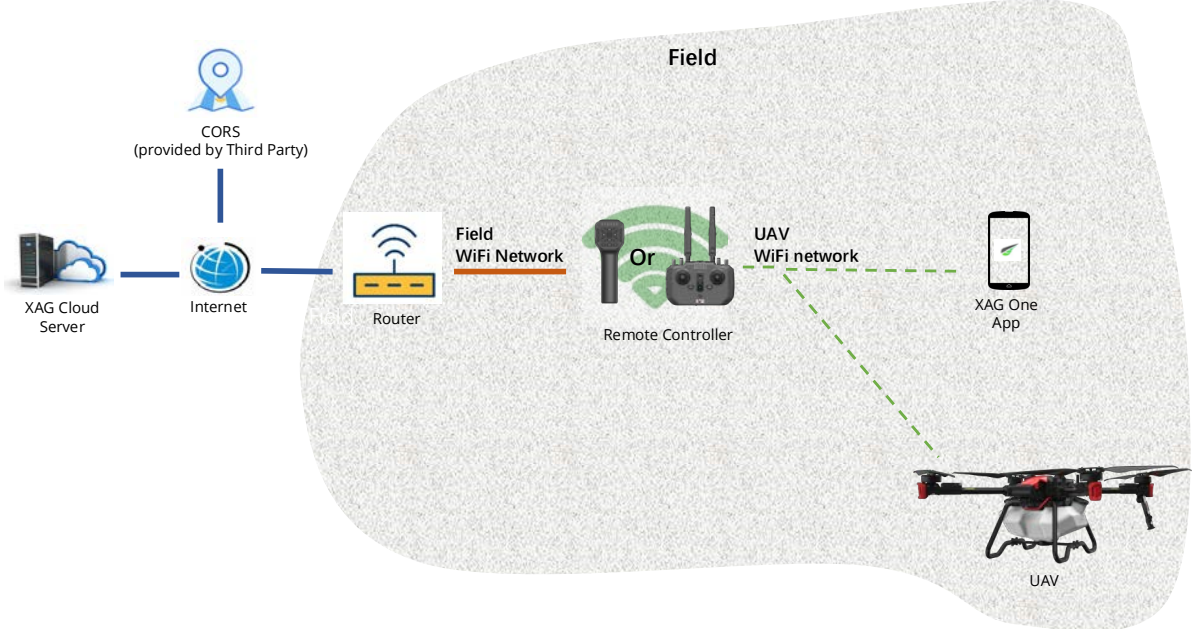 Field
CORS
(provided by Third Party)
XAG Cloud
Server
Internet
Router
Field
WiFi Network
Or
Remote Controller
UAV
WiFi network
XAG One
App
UAV